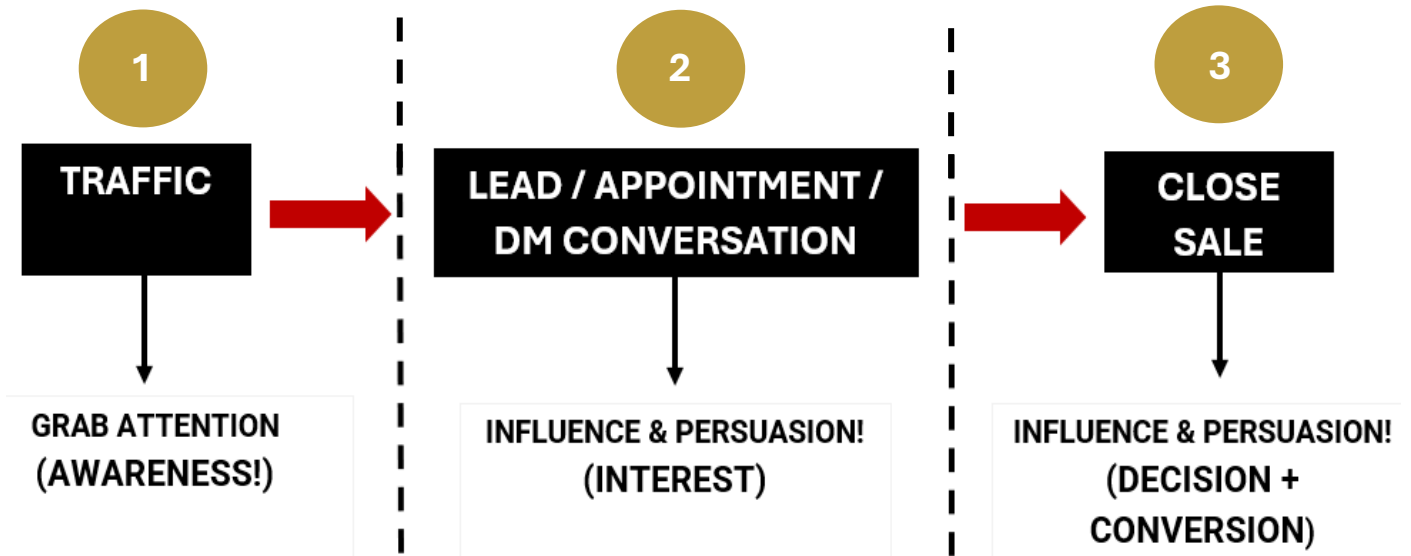 1
TRAFFIC
GRAB ATTENTION
(AWARENESS!)
2
LEAD / APPOINTMENT /
DM CONVERSATION
INFLUENCE & PERSUASION!
(INTEREST)
3
CLOSE
SALE
INFLUENCE & PERSUASION!
(DECISION +
CONVERSION)